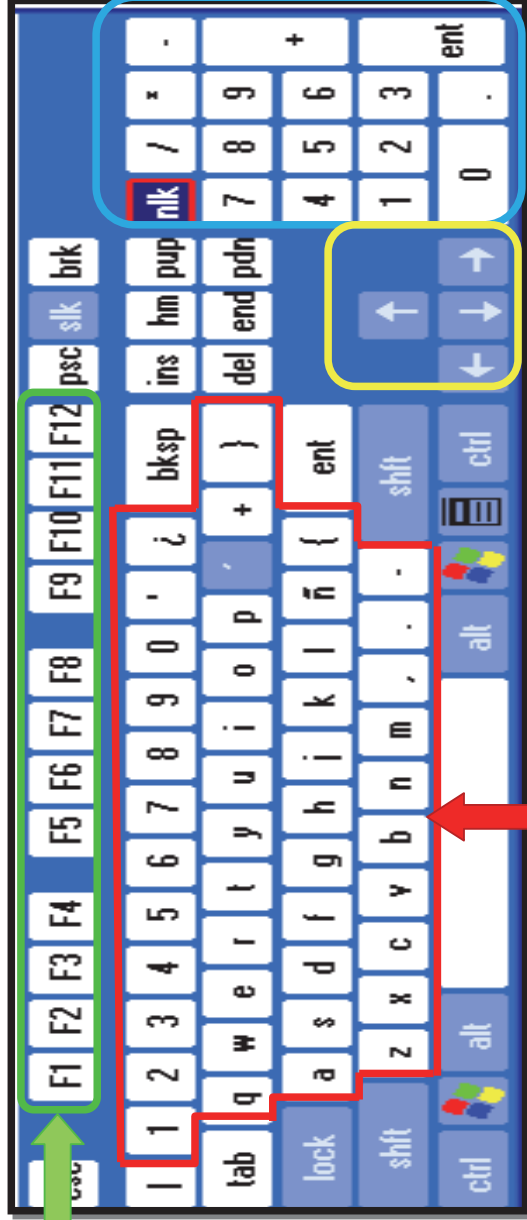 esc F1 F2 F3 F4 F5 F6 F7 F8 F9 F10 F11 F12 psc slk brk
| 1 2 3 4 5 6 7 8 9 0 ' ¿ bksp ins hm pup nlk / * -
tab q w e r t y u i o p ´ + } del end pdn 7 8 9 +
lock a s d f g h j k l ñ { ent 4 5 6
shft z x c v b n m , . - shft ↑ 1 2 3 ent
ctrl alt alt ctrl ← ↓ → 0 .